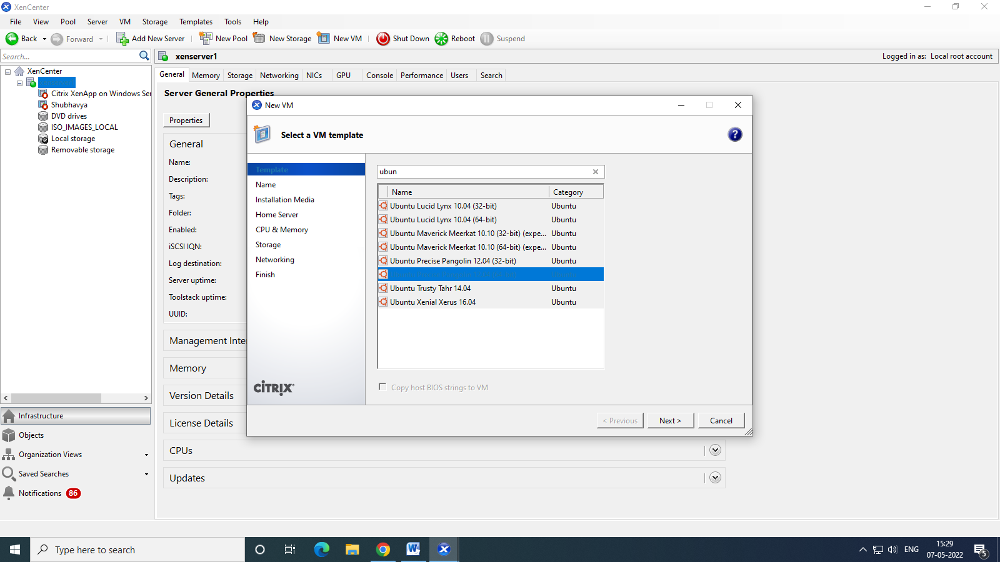 XenCenter
File View Pool Server VM Storage Templates Tools Help
Back Forward Add New Server New Pool New Storage New VM Shut Down Reboot Suspend
Search...
xenserver1 Logged in as: Local root account
XenCenter
Citrix XenApp on Windows Ser
Shubhavya
DVD drives
ISO_IMAGES_LOCAL
Local storage
Removable storage
General Memory Storage Networking NICs GPU Console Performance Users Search
Server General Properties
Properties
General
Name:
Description:
Tags:
Folder:
Enabled:
iSCSI IQN:
Log destination:
Server uptime:
Toolstack uptime:
UUID:
Management Inte
Memory
Version Details
License Details
CPUs
Updates
New VM
Select a VM template
?
Template
Name
Installation Media
Home Server
CPU & Memory
Storage
Networking
Finish
CITRIX
ubun
Name Category
Ubuntu Lucid Lynx 10.04 (32-bit) Ubuntu
Ubuntu Lucid Lynx 10.04 (64-bit) Ubuntu
Ubuntu Maverick Meerkat 10.10 (32-bit) (expe... Ubuntu
Ubuntu Maverick Meerkat 10.10 (64-bit) (expe... Ubuntu
Ubuntu Precise Pangolin 12.04 (32-bit) Ubuntu
Ubuntu Precise Pangolin 12.04 (64-bit) Ubuntu
Ubuntu Trusty Tahr 14.04 Ubuntu
Ubuntu Xenial Xerus 16.04 Ubuntu
Copy host BIOS strings to VM
< Previous Next > Cancel
Infrastructure
Objects
Organization Views
Saved Searches
Notifications 86
Type here to search
ENG
15:29
07-05-2022
5